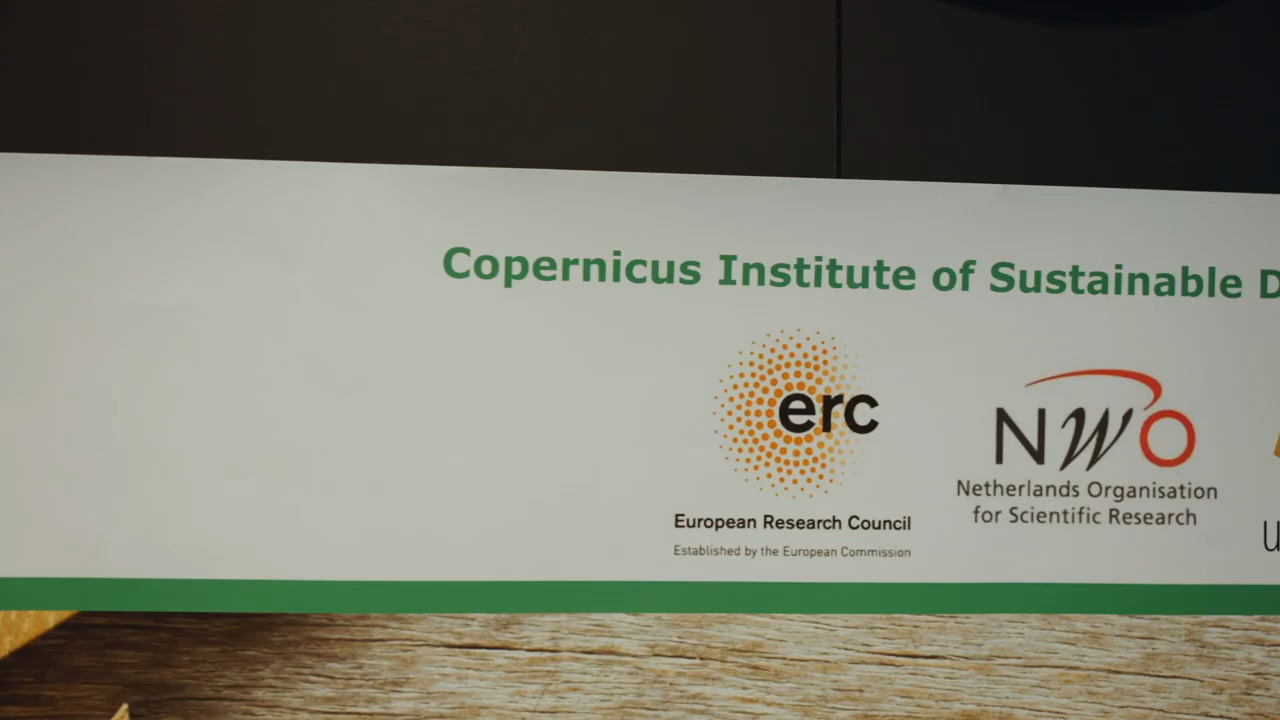 Copernicus Institute of Sustainable
erc
European Research Council
Established by the European Commission
NWO
Netherlands Organisation
for Scientific Research